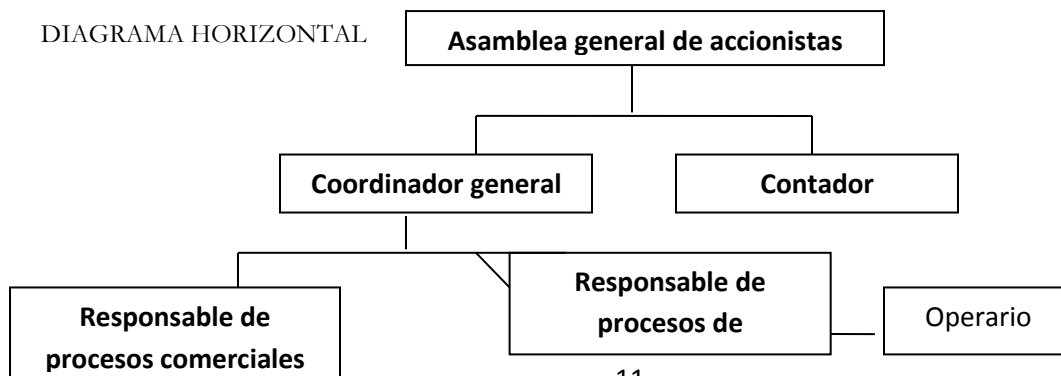 DIAGRAMA HORIZONTAL
Asamblea general de accionistas
Coordinador general
Contador
Responsable de
procesos de
Operario
Responsable de
procesos comerciales
11